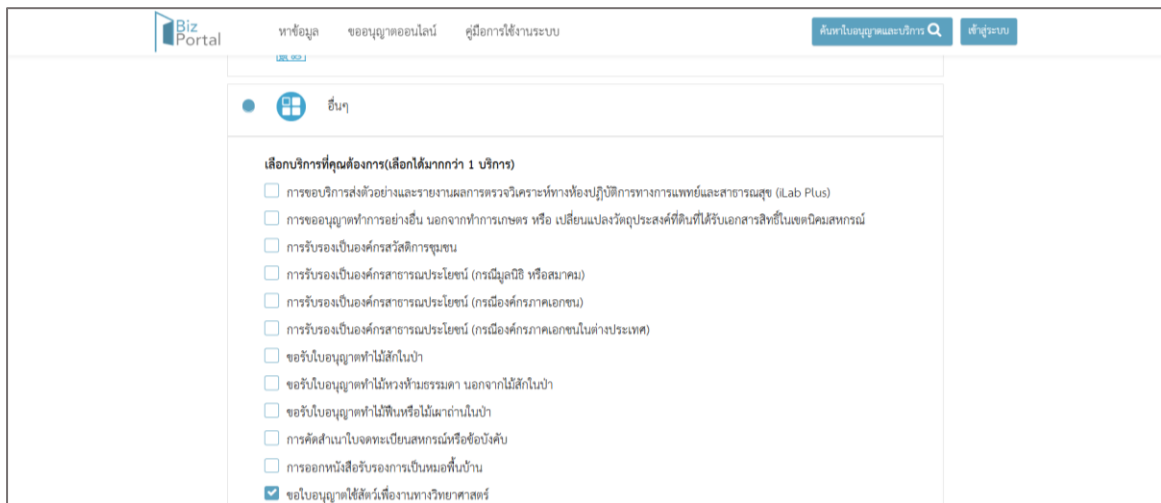 Biz
Portal
หาข้อมูล ขออนุญาตออนไลน์ คู่มือการใช้งานระบบ ค้นหาใบอนุญาตและบริการ เข้าสู่ระบบ
อื่นๆ
เลือกบริการที่คุณต้องการ(เลือกได้มากกว่า 1 บริการ)
การขอบริการส่งตัวอย่างและรายงานผลการตรวจวิเคราะห์ทางห้องปฏิบัติการทางการแพทย์และสาธารณสุข (iLab Plus)
การขออนุญาตทำการอย่างอื่น นอกจากทำการเกษตร หรือ เปลี่ยนแปลงวัตถุประสงค์ที่ดินที่ได้รับเอกสารสิทธิ์ในเขตนิคมสหกรณ์
การรับรองเป็นองค์กรสวัสดิการชุมชน
การรับรองเป็นองค์กรสาธารณประโยชน์ (กรณีมูลนิธิ หรือสมาคม)
การรับรองเป็นองค์กรสาธารณประโยชน์ (กรณีองค์กรภาคเอกชน)
การรับรองเป็นองค์กรสาธารณประโยชน์ (กรณีองค์กรภาคเอกชนในต่างประเทศ)
ขอรับใบอนุญาตทำไม้สักในป่า
ขอรับใบอนุญาตทำไม้หวงห้ามธรรมดา นอกจากไม้สักในป่า
ขอรับใบอนุญาตทำไม้ฟืนหรือไม้เผาถ่านในป่า
การคัดสำเนาใบจดทะเบียนสหกรณ์หรือข้อบังคับ
การออกหนังสือรับรองการเป็นหมอพื้นบ้าน
ขอใบอนุญาตใช้สัตว์เพื่องานทางวิทยาศาสตร์